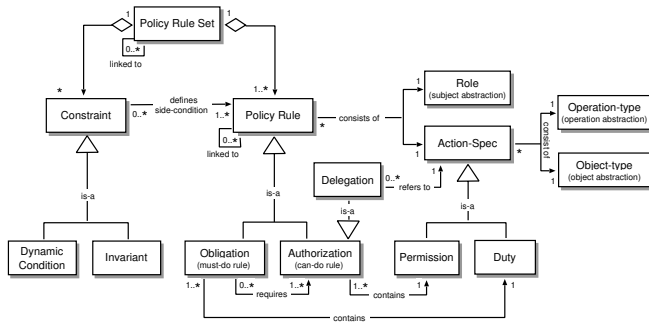 1
Policy Rule Set
1
0..*
linked to
*
1..*
Constraint
defines
side-condition
0..*
1..*
Policy Rule
*
linked to
0..*
consists of
1
Role
(subject abstraction)
1
Action-Spec
*
consist of
1
Operation-type
(operation abstraction)
1
Object-type
(object abstraction)
Delegation
0..*
refers to
1
is-a
is-a
is-a
is-a
Dynamic
Condition
Invariant
Obligation
(must-do rule)
Authorization
(can-do rule)
Permission
Duty
1..*
0..*
requires
1..*
1..*
contains
1
1
contains